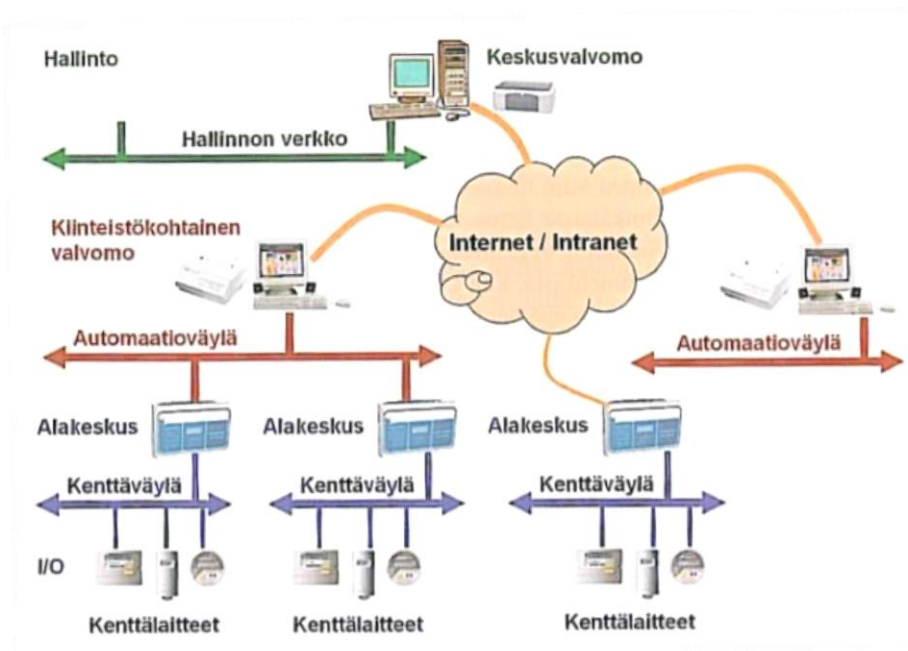 Hallinto
Keskusvalvomo
Hallinnon verkko
Kiinteistökohtainen
valvomo
Internet / Intranet
Automaatioväylä
Automaatioväylä
Alakeskus
Alakeskus
Alakeskus
Kenttäväylä
Kenttäväylä
Kenttäväylä
I/O
Kenttälaitteet
Kenttälaitteet
Kenttälaitteet